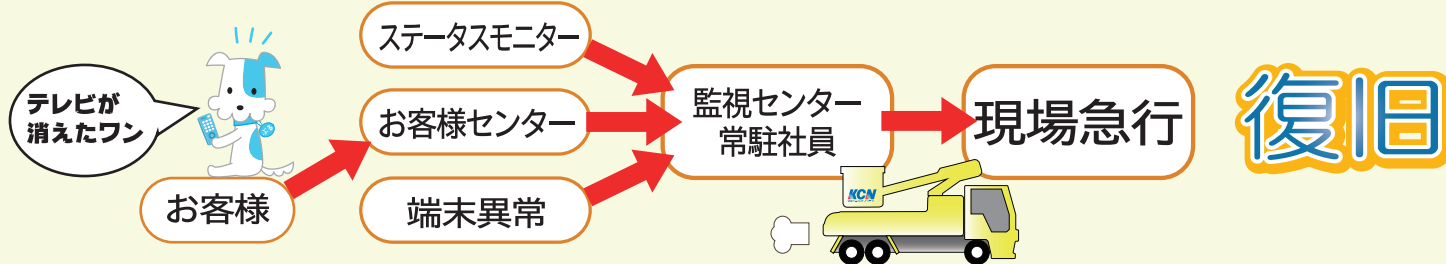 テレビが
消えたワン
お客様
ステータスモニター
お客様センター
端末異常
監視センター
常駐社員
現場急行
KCN
復旧